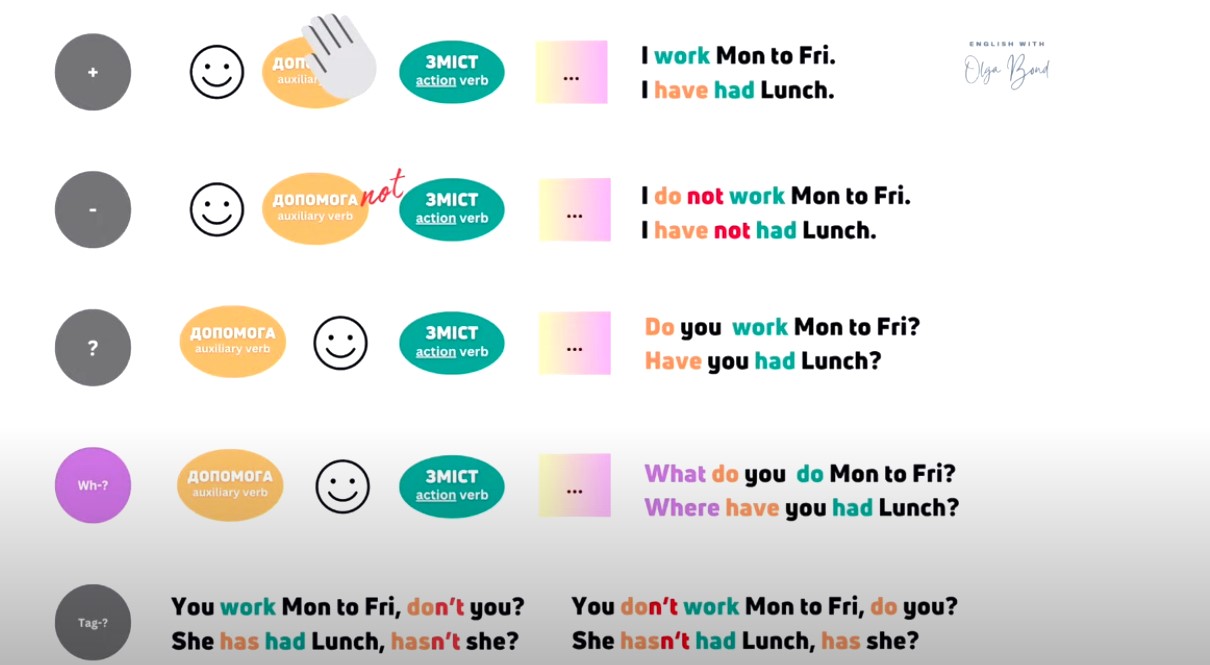 +
auxiliar
ЗМІСТ
action verb
...
I work Mon to Fri.
I have had Lunch.
ENGLISH WITH
Olga Bond
-
ДОПОМОГА
auxiliary verb
not
ЗМІСТ
action verb
...
I do not work Mon to Fri.
I have not had Lunch.
?
ДОПОМОГА
auxiliary verb
ЗМІСТ
action verb
...
Do you work Mon to Fri?
Have you had Lunch?
Wh-?
ДОПОМОГА
auxiliary verb
ЗМІСТ
action verb
...
What do you do Mon to Fri?
Where have you had Lunch?
Tag-?
You work Mon to Fri, don't you?
She has had Lunch, hasn't she?
You don't work Mon to Fri, do you?
She hasn't had Lunch, has she?